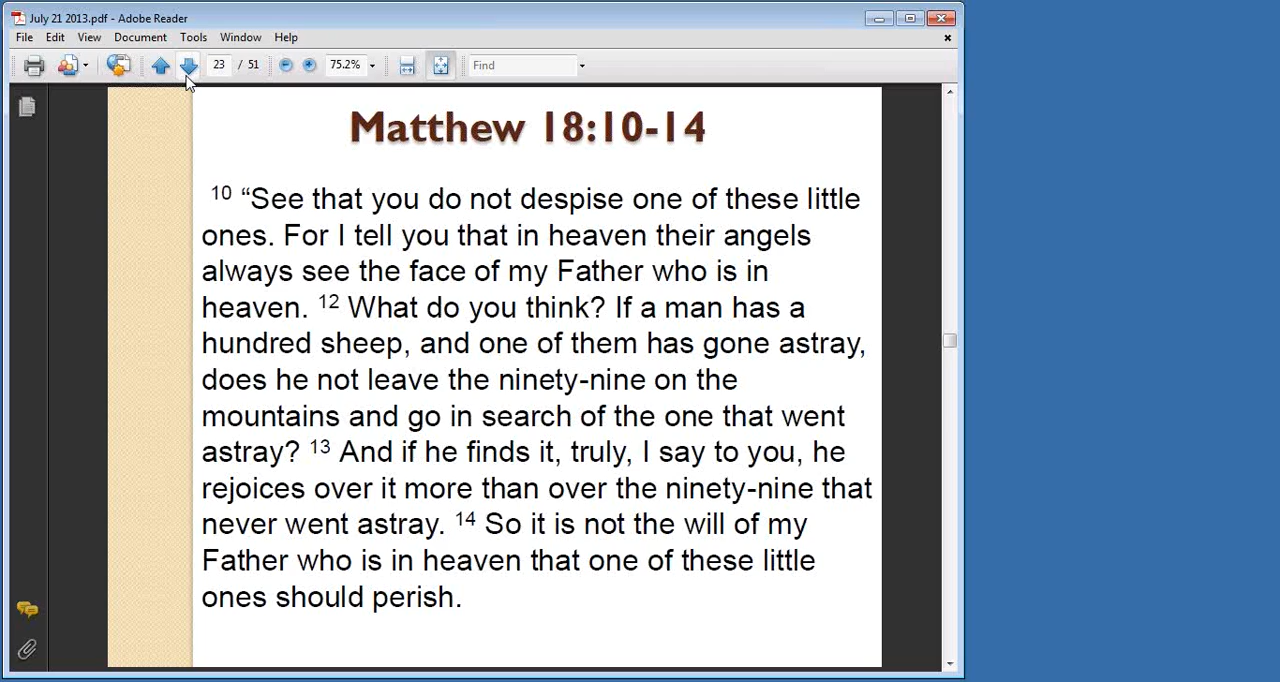 July 21 2013.pdf - Adobe Reader
File Edit View Document Tools Window Help
23 / 51 75.2% Find
Matthew 18:10-14
10 “See that you do not despise one of these little
ones. For I tell you that in heaven their angels
always see the face of my Father who is in
heaven. 12 What do you think? If a man has a
hundred sheep, and one of them has gone astray,
does he not leave the ninety-nine on the
mountains and go in search of the one that went
astray? 13 And if he finds it, truly, I say to you, he
rejoices over it more than over the ninety-nine that
never went astray. 14 So it is not the will of my
Father who is in heaven that one of these little
ones should perish.